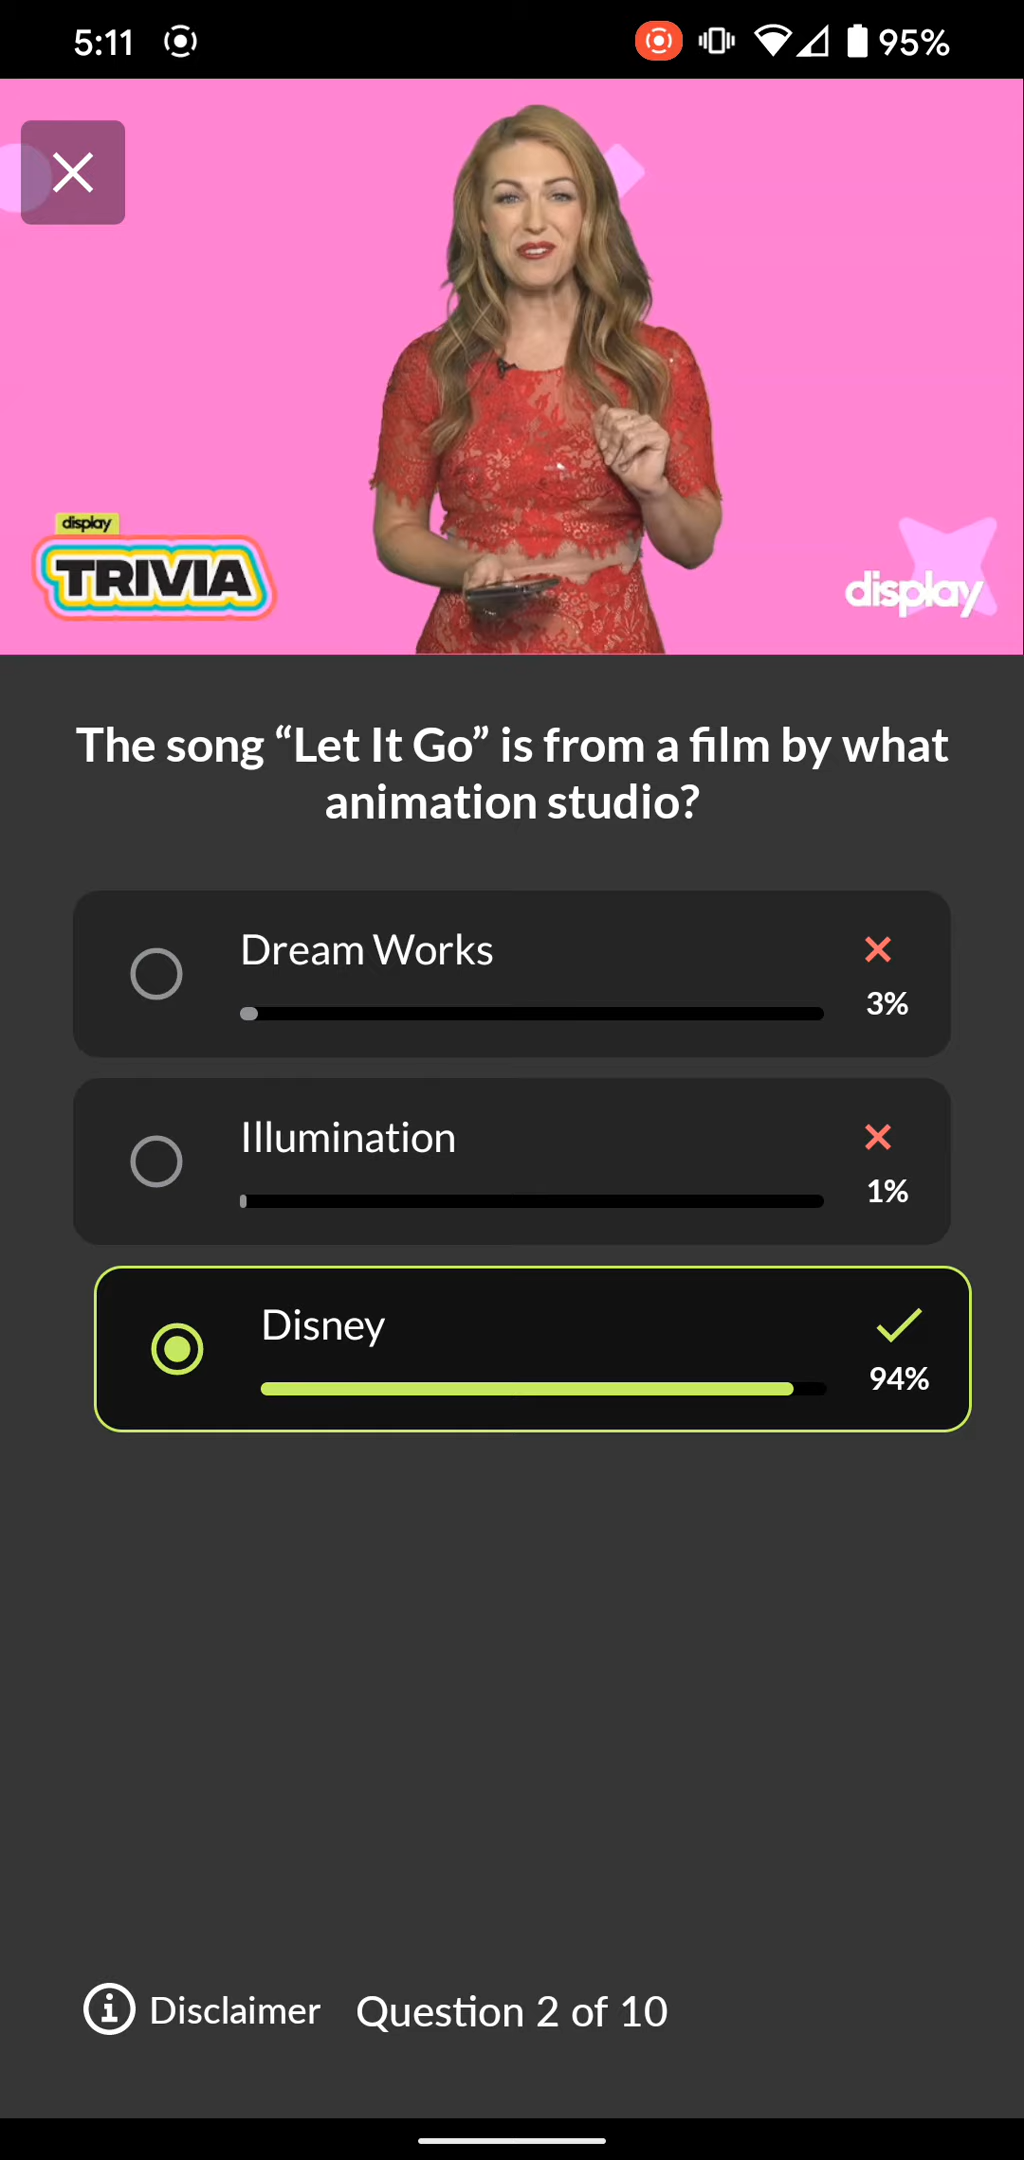 5:11
95%
display
TRIVIA
display
The song “Let It Go” is from a film by what
animation studio?
Dream Works
3%
Illumination
1%
Disney
94%
Disclaimer
Question 2 of 10